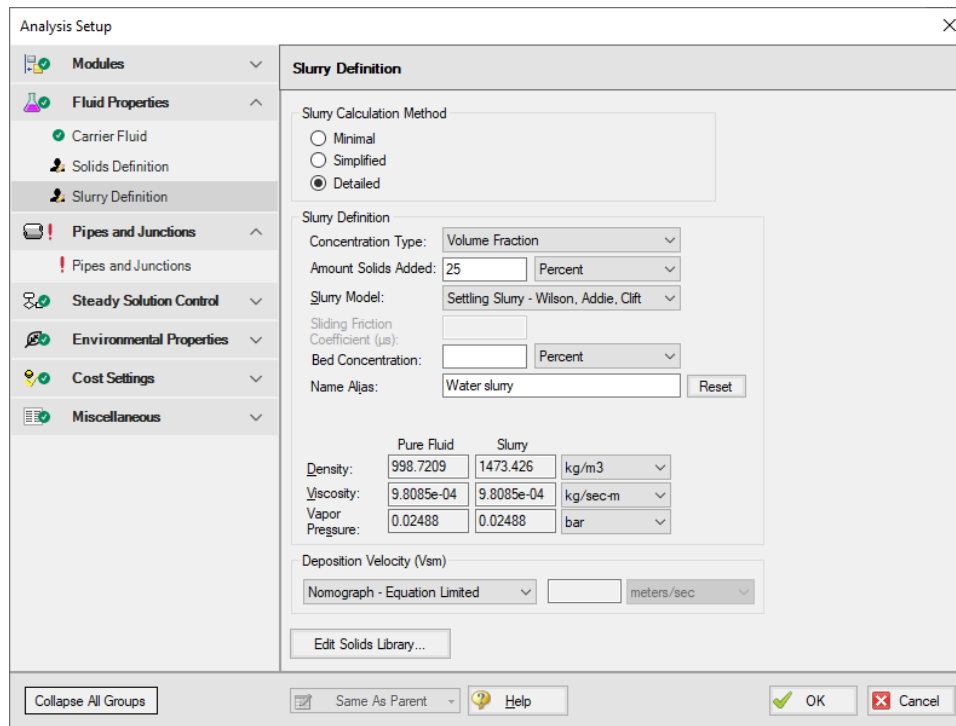 Analysis Setup
Modules
Fluid Properties
Carrier Fluid
Solids Definition
Slurry Definition
Pipes and Junctions
Pipes and Junctions
Steady Solution Control
Environmental Properties
Cost Settings
Miscellaneous
Slurry Definition
Slurry Calculation Method
Minimal
Simplified
Detailed
Slurry Definition
Concentration Type: Volume Fraction
Amount Solids Added: 25 Percent
Slurry Model: Settling Slurry - Wilson, Addie, Clift
Sliding Friction
Coefficient (μs):
Bed Concentration: Percent
Name Alias: Water slurry Reset
Pure Fluid Slurry
Density: 998.7209 1473.426 kg/m3
Viscosity: 9.8085e-04 9.8085e-04 kg/sec-m
Vapor
Pressure: 0.02488 0.02488 bar
Deposition Velocity (Vsm)
Nomograph - Equation Limited meters/sec
Edit Solids Library...
Collapse All Groups Same As Parent Help OK Cancel